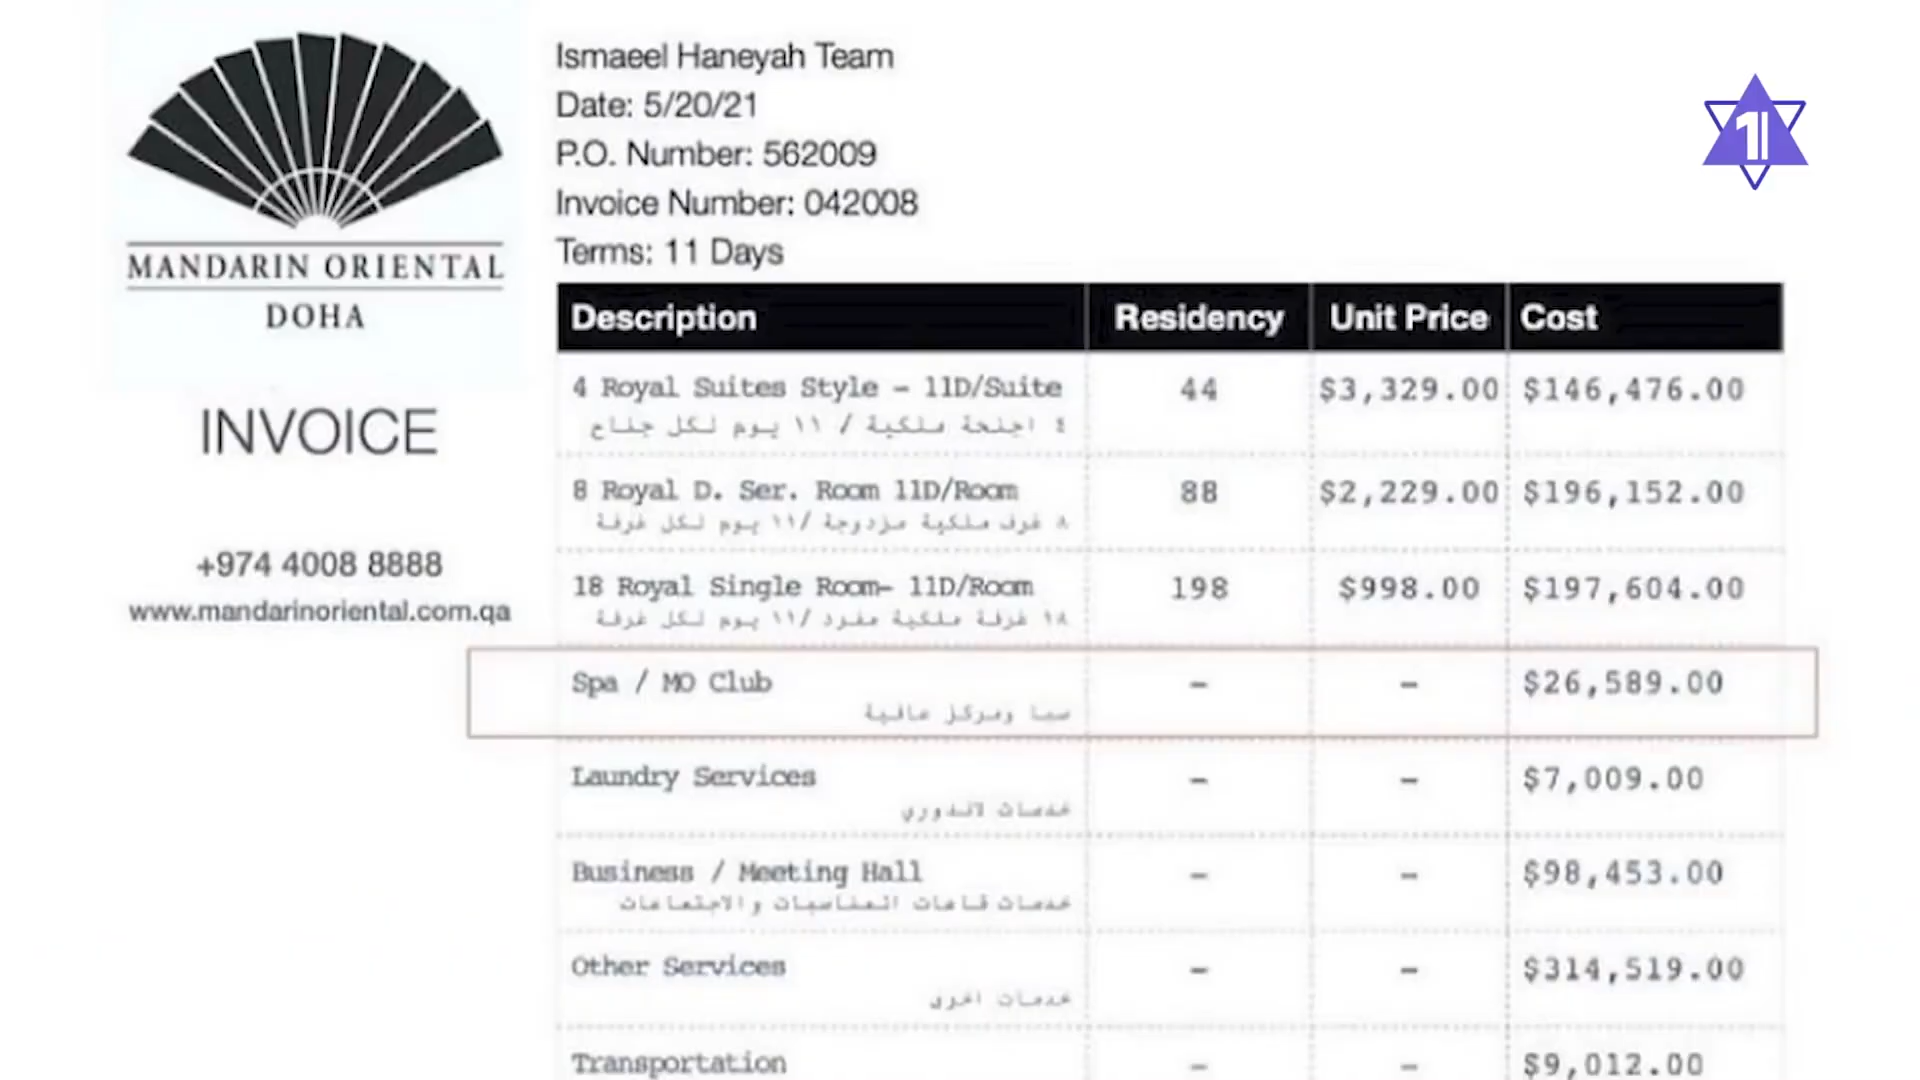 Ismaeel Haneyah Team
Date: 5/20/21
P.O. Number: 562009
Invoice Number: 042008
Terms: 11 Days
MANDARIN ORIENTAL
DOHA
INVOICE
+974 4008 8888
www.mandarinoriental.com.qa
Description Residency Unit Price Cost
4 Royal Suites Style - 11D/Suite 44 $3,329.00 $146,476.00
٤ اجنحة ملكية / ١١ يوم لكل جناح
8 Royal D. Ser. Room 11D/Room 88 $2,229.00 $196,152.00
٨ غرف ملكية مزدوجة /١١ يوم لكل غرفة
18 Royal Single Room- 11D/Room 198 $998.00 $197,604.00
١٨ غرفة ملكية مفرد /١١ يوم لكل غرفة
Spa / MO Club - - $26,589.00
سبا ومركز عافية
Laundry Services - - $7,009.00
خدمات لاندوري
Business / Meeting Hall - - $98,453.00
خدمات قاعات المناسبات والاجتماعات
Other Services - - $314,519.00
خدمات اخرى
Transportation - - $9,012.00